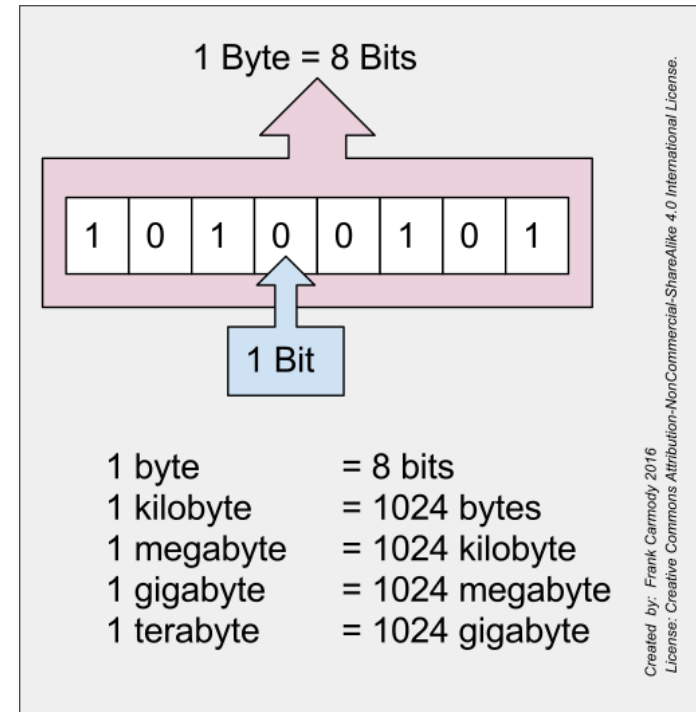 1 Byte = 8 Bits
1 0 1 0 0 1 0 1
1 Bit
1 byte = 8 bits
1 kilobyte = 1024 bytes
1 megabyte = 1024 kilobyte
1 gigabyte = 1024 megabyte
1 terabyte = 1024 gigabyte
Created by: Frank Carmody 2016
License: Creative Commons Attribution-NonCommercial-ShareAlike 4.0 International License.